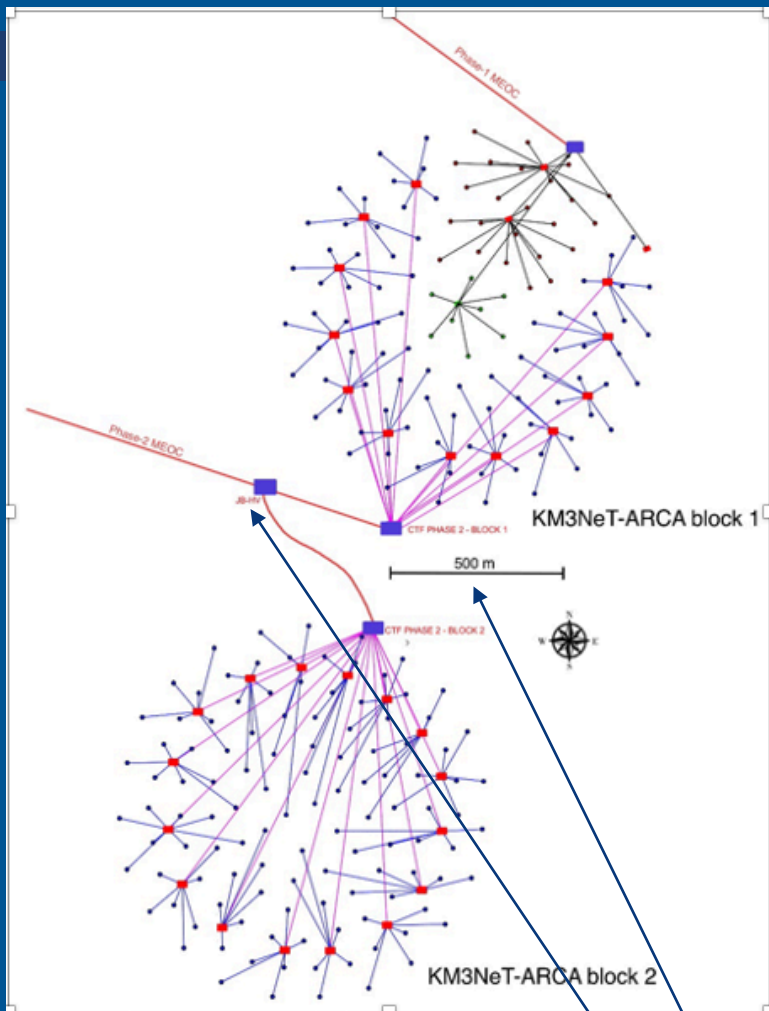 Phase-1 MEOC
Phase-2 MEOC
JB-HV
CTF PHASE 2 - BLOCK 1
KM3NeT-ARCA block 1
500 m
N
W E
S
CTF PHASE 2 - BLOCK 2
KM3NeT-ARCA block 2